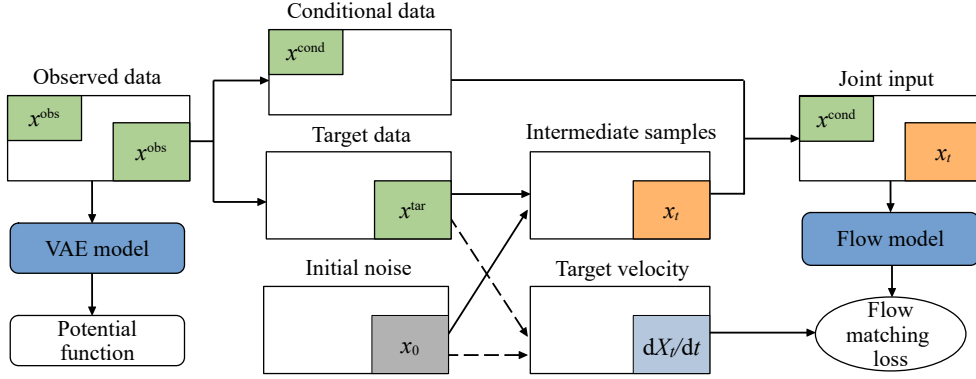 Conditional data
x^cond
Observed data
x^obs
x^obs
VAE model
Potential
function
Target data
x^tar
Initial noise
x_0
Intermediate samples
x_t
Target velocity
dX_t/dt
Joint input
x^cond
x_t
Flow model
Flow
matching
loss